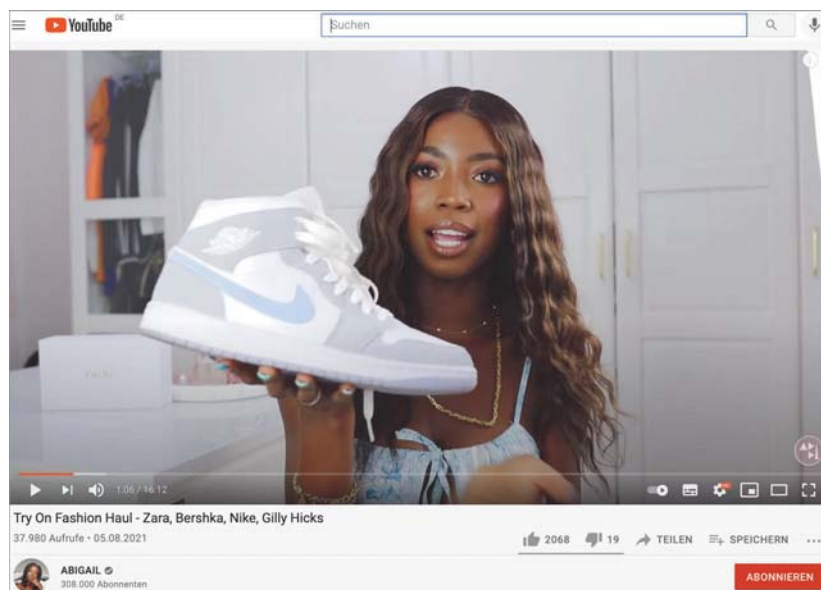 YouTube DE
Suchen
DIOR
1:06 / 16:12
Try On Fashion Haul - Zara, Bershka, Nike, Gilly Hicks
37.980 Aufrufe • 05.08.2021
2068 19 TEILEN SPEICHERN ...
ABIGAIL
308.000 Abonnenten
ABONNIEREN